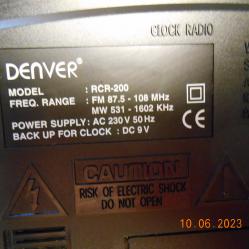 CLOCK RADIO
DENVER®
MODEL : RCR-200
FREQ. RANGE : FM 87.5 - 108 MHz
MW 531 - 1602 KHz
POWER SUPPLY : AC 230 V 50 Hz
BACK UP FOR CLOCK : DC 9 V
CE
CAUTION
RISK OF ELECTRIC SHOCK
DO NOT OPEN
10.06.2023